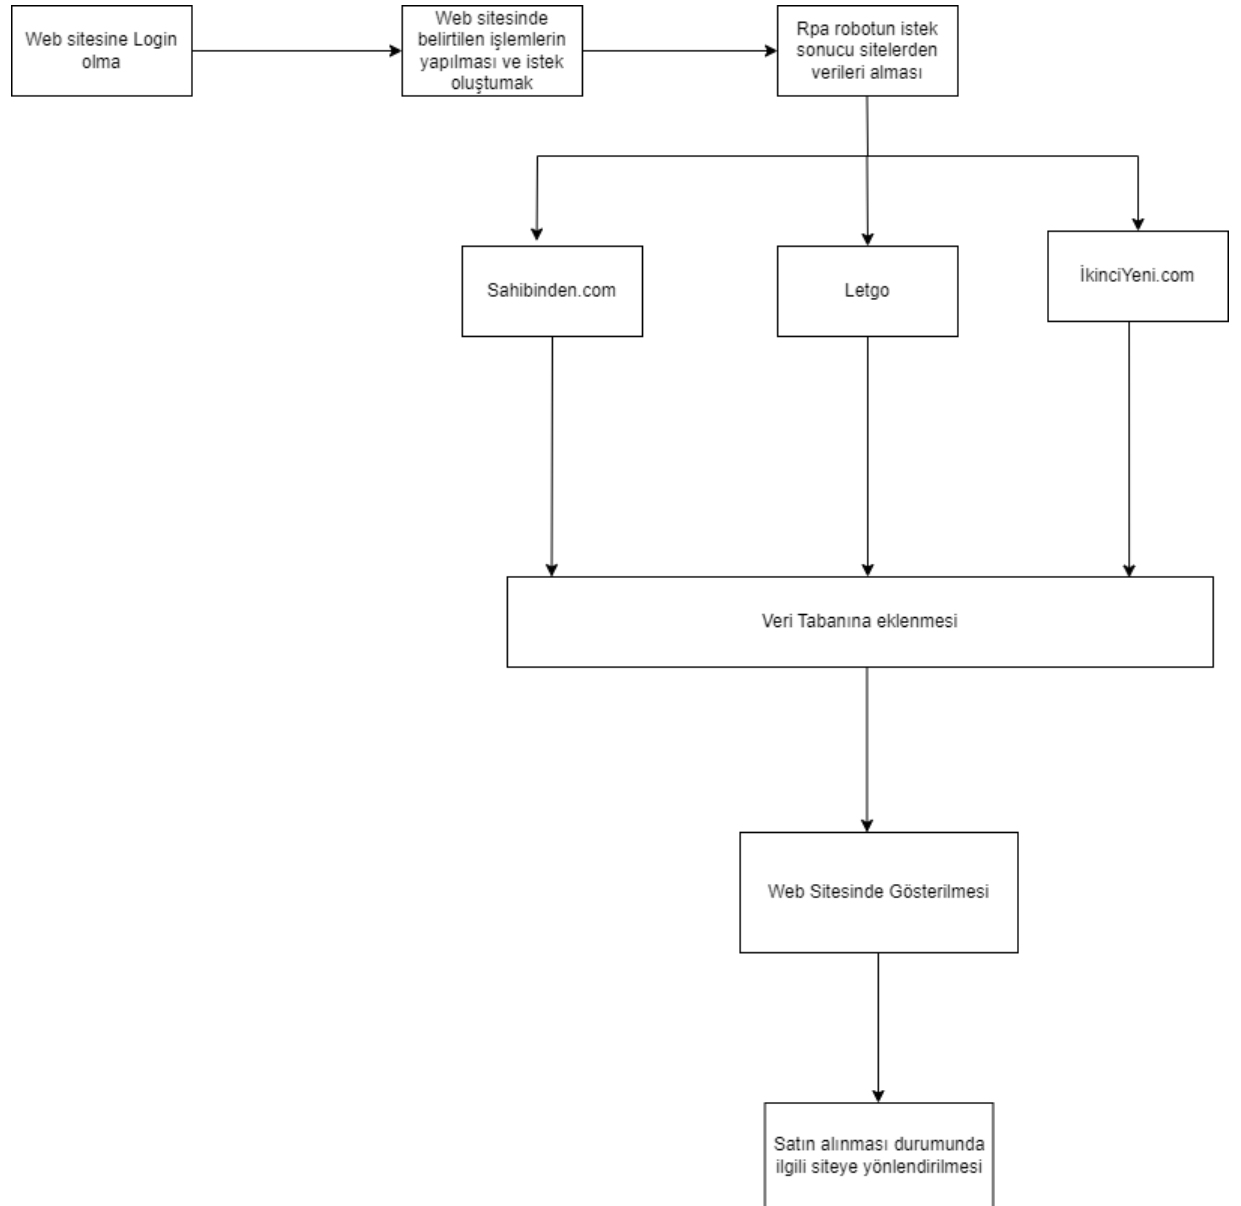 Web sitesine Login
olma
Web sitesinde
belirtilen işlemlerin
yapılması ve istek
oluştumak
Rpa robotun istek
sonucu sitelerden
verileri alması
Sahibinden.com
Letgo
İkinciYeni.com
Veri Tabanına eklenmesi
Web Sitesinde Gösterilmesi
Satın alınması durumunda
ilgili siteye yönlendirilmesi